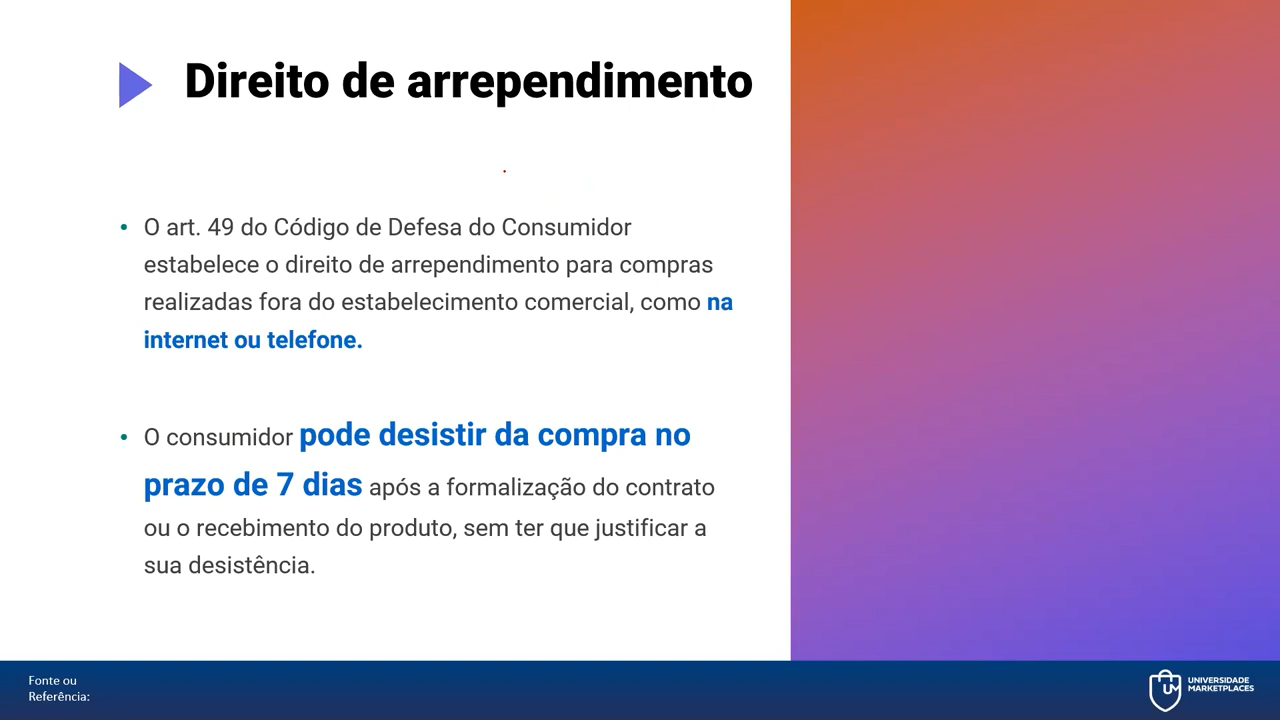 Direito de arrependimento
• O art. 49 do Código de Defesa do Consumidor
estabelece o direito de arrependimento para compras
realizadas fora do estabelecimento comercial, como na
internet ou telefone.
• O consumidor pode desistir da compra no
prazo de 7 dias após a formalização do contrato
ou o recebimento do produto, sem ter que justificar a
sua desistência.
Fonte ou
Referência:
UM
UNIVERSIDADE
MARKETPLACES